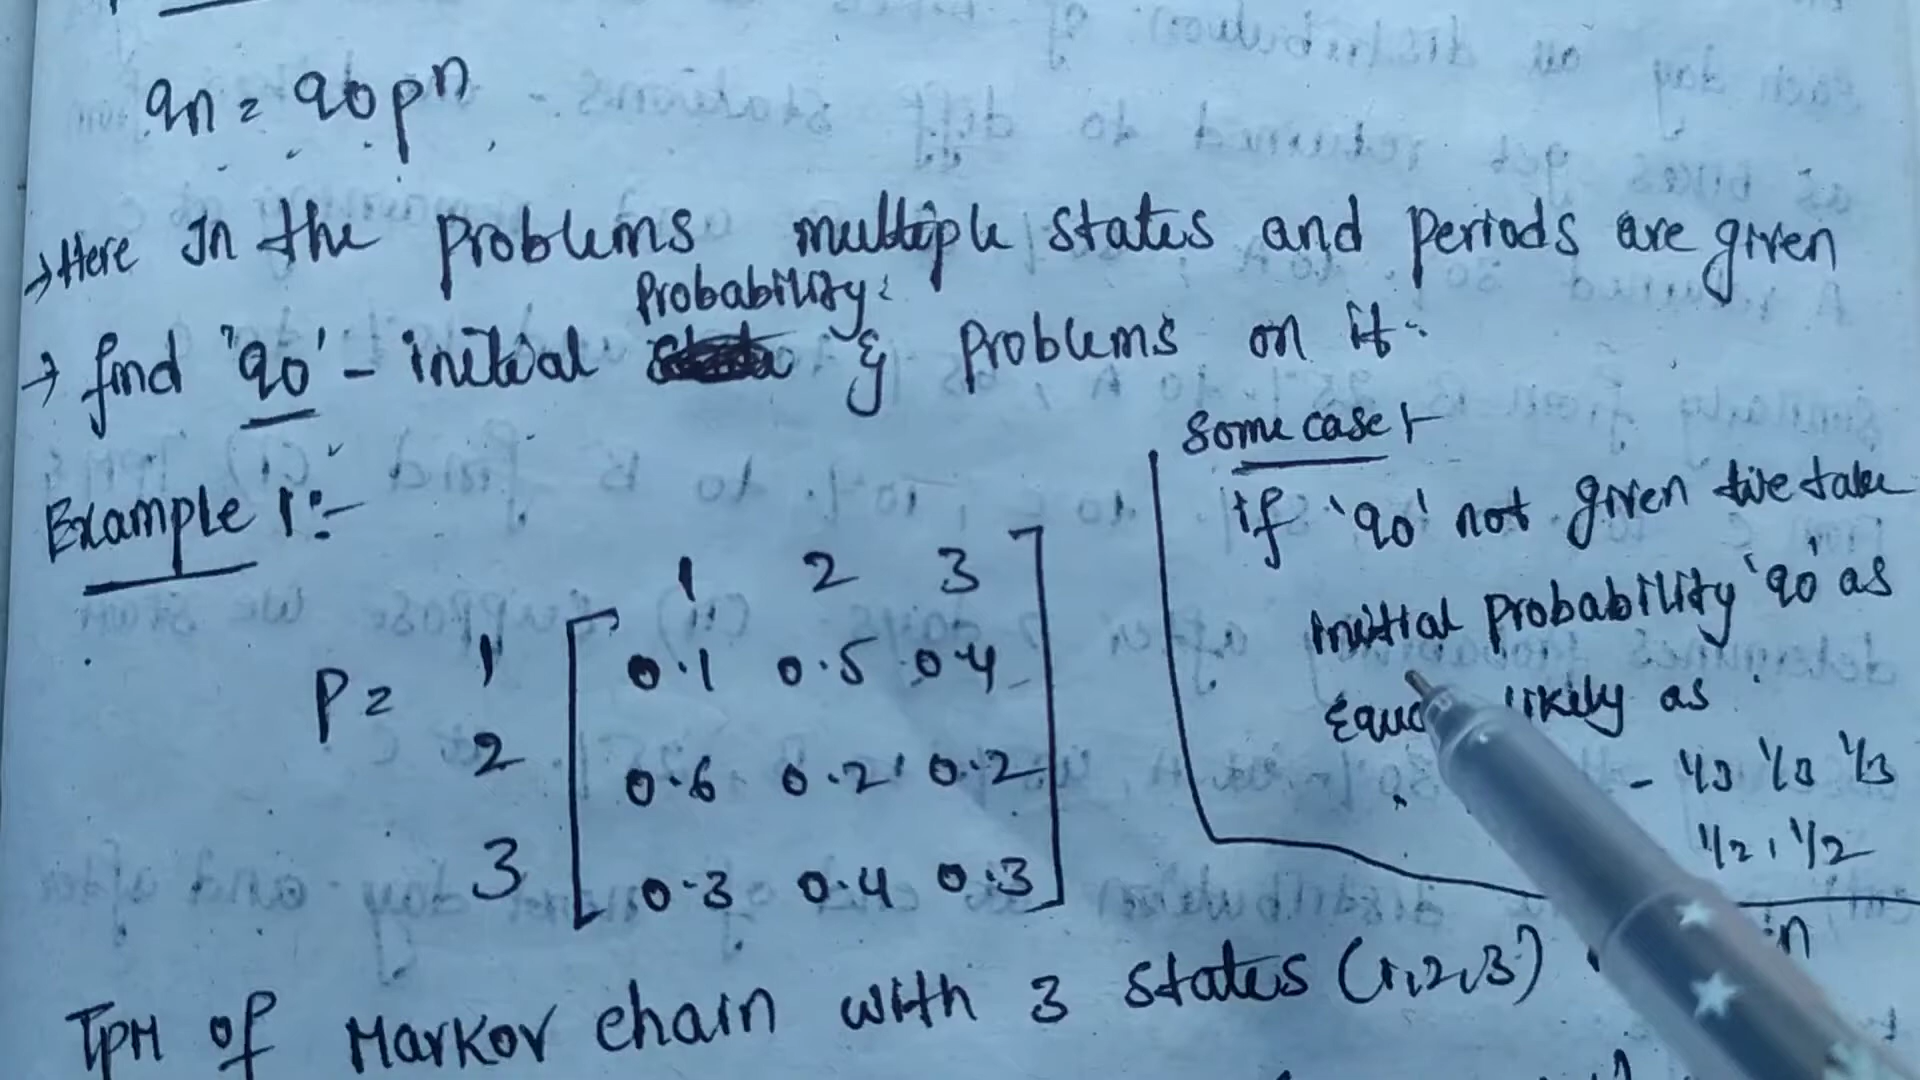 qn = q0 pn
→ Here In the problems multiple states and periods are given
Probability
→ find 'q0' - initial & problems on it.
Some case :-
if 'q0' not given we take
initial probability 'q0' as
equal likely as
- 1/3 1/3 1/3
1/2, 1/2
Example 1:-
1 2 3
P = 1 0.1 0.5 0.4
2 0.6 0.2 0.2
3 0.3 0.4 0.3
TPM of Markov chain with 3 states (1,2,3)